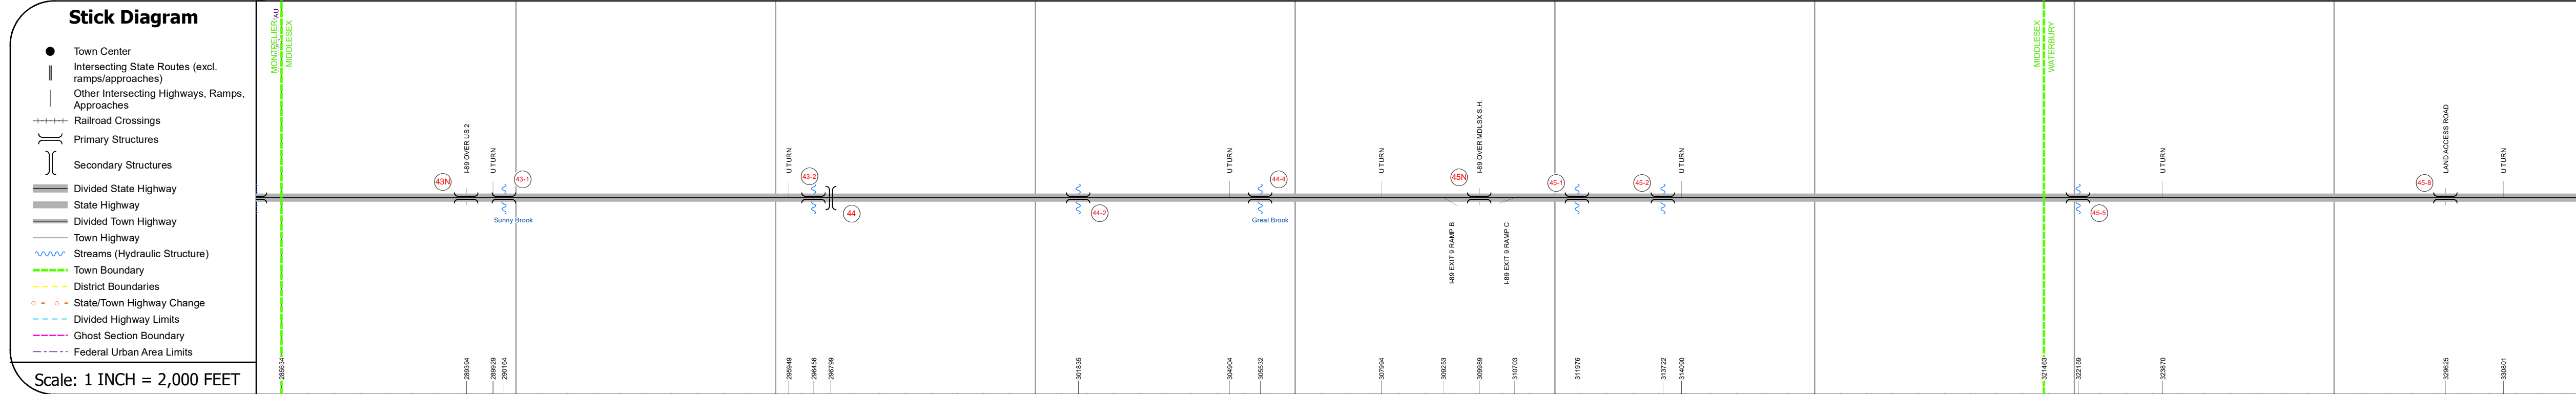 Stick Diagram
Town Center
Intersecting State Routes (excl.
ramps/approaches)
Other Intersecting Highways, Ramps,
Approaches
Railroad Crossings
Primary Structures
Secondary Structures
Divided State Highway
State Highway
Divided Town Highway
Town Highway
Streams (Hydraulic Structure)
Town Boundary
District Boundaries
State/Town Highway Change
Divided Highway Limits
Ghost Section Boundary
Federal Urban Area Limits
Scale: 1 INCH = 2,000 FEET
MONTPELIER
MIDDLESEX
MIDDLESEX
WATERBURY
I-89 OVER US 2
U TURN
U TURN
U TURN
U TURN
I-89 OVER MDLSX S.H.
U TURN
U TURN
LAND ACCESS ROAD
U TURN
43N
43-1
43-2
44
44-2
44-4
45N
45-1
45-2
45-5
45-8
Sunny Brook
Great Brook
I-89 EXIT 9 RAMP B
I-89 EXIT 9 RAMP C
285634
289394
289929
290164
295949
296456
296799
301835
304904
305532
307994
309253
309989
310703
311976
313722
314090
321463
322159
323870
329625
330801